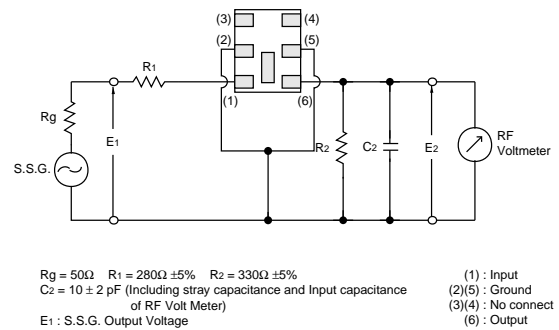 (3) (4)
(2) (5)
R1
(1) (6)
Rg
E1
R2 C2 E2
RF
Voltmeter
S.S.G.
Rg = 50Ω R1 = 280Ω ±5% R2 = 330Ω ±5%
C2 = 10 ± 2 pF (Including stray capacitance and Input capacitance
of RF Volt Meter)
E1 : S.S.G. Output Voltage
(1) : Input
(2)(5) : Ground
(3)(4) : No connect
(6) : Output